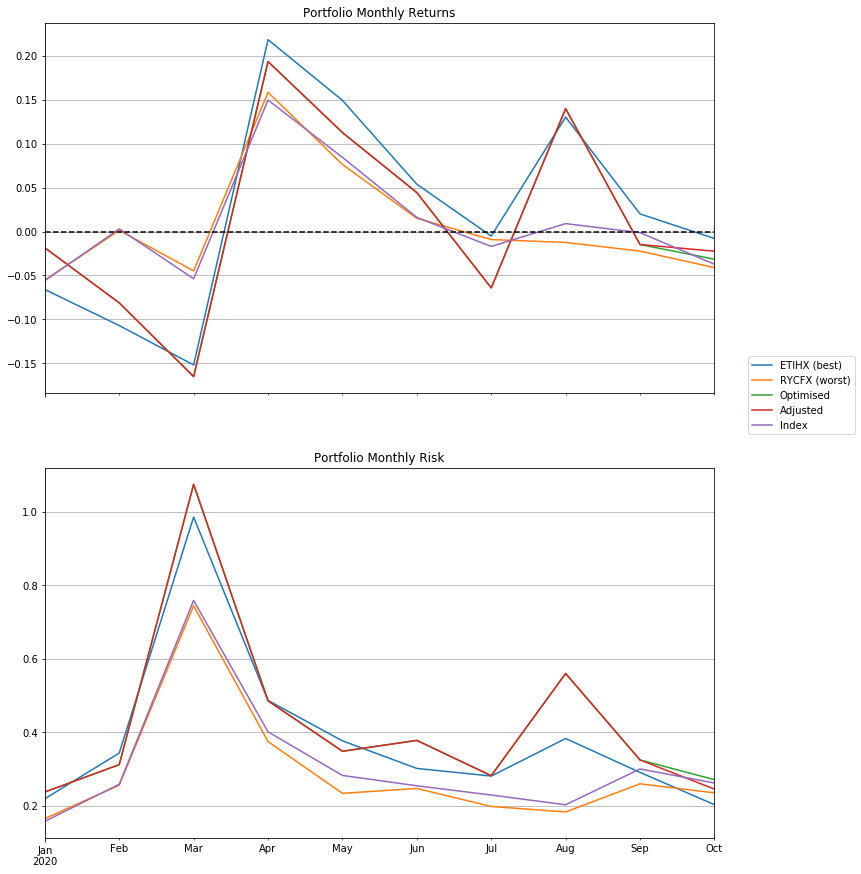 Portfolio Monthly Returns
0.20
0.15
0.10
0.05
0.00
−0.05
−0.10
−0.15
ETIHX (best)
RYCFX (worst)
Optimised
Adjusted
Index
Portfolio Monthly Risk
1.0
0.8
0.6
0.4
0.2
Jan Feb Mar Apr May Jun Jul Aug Sep Oct
2020